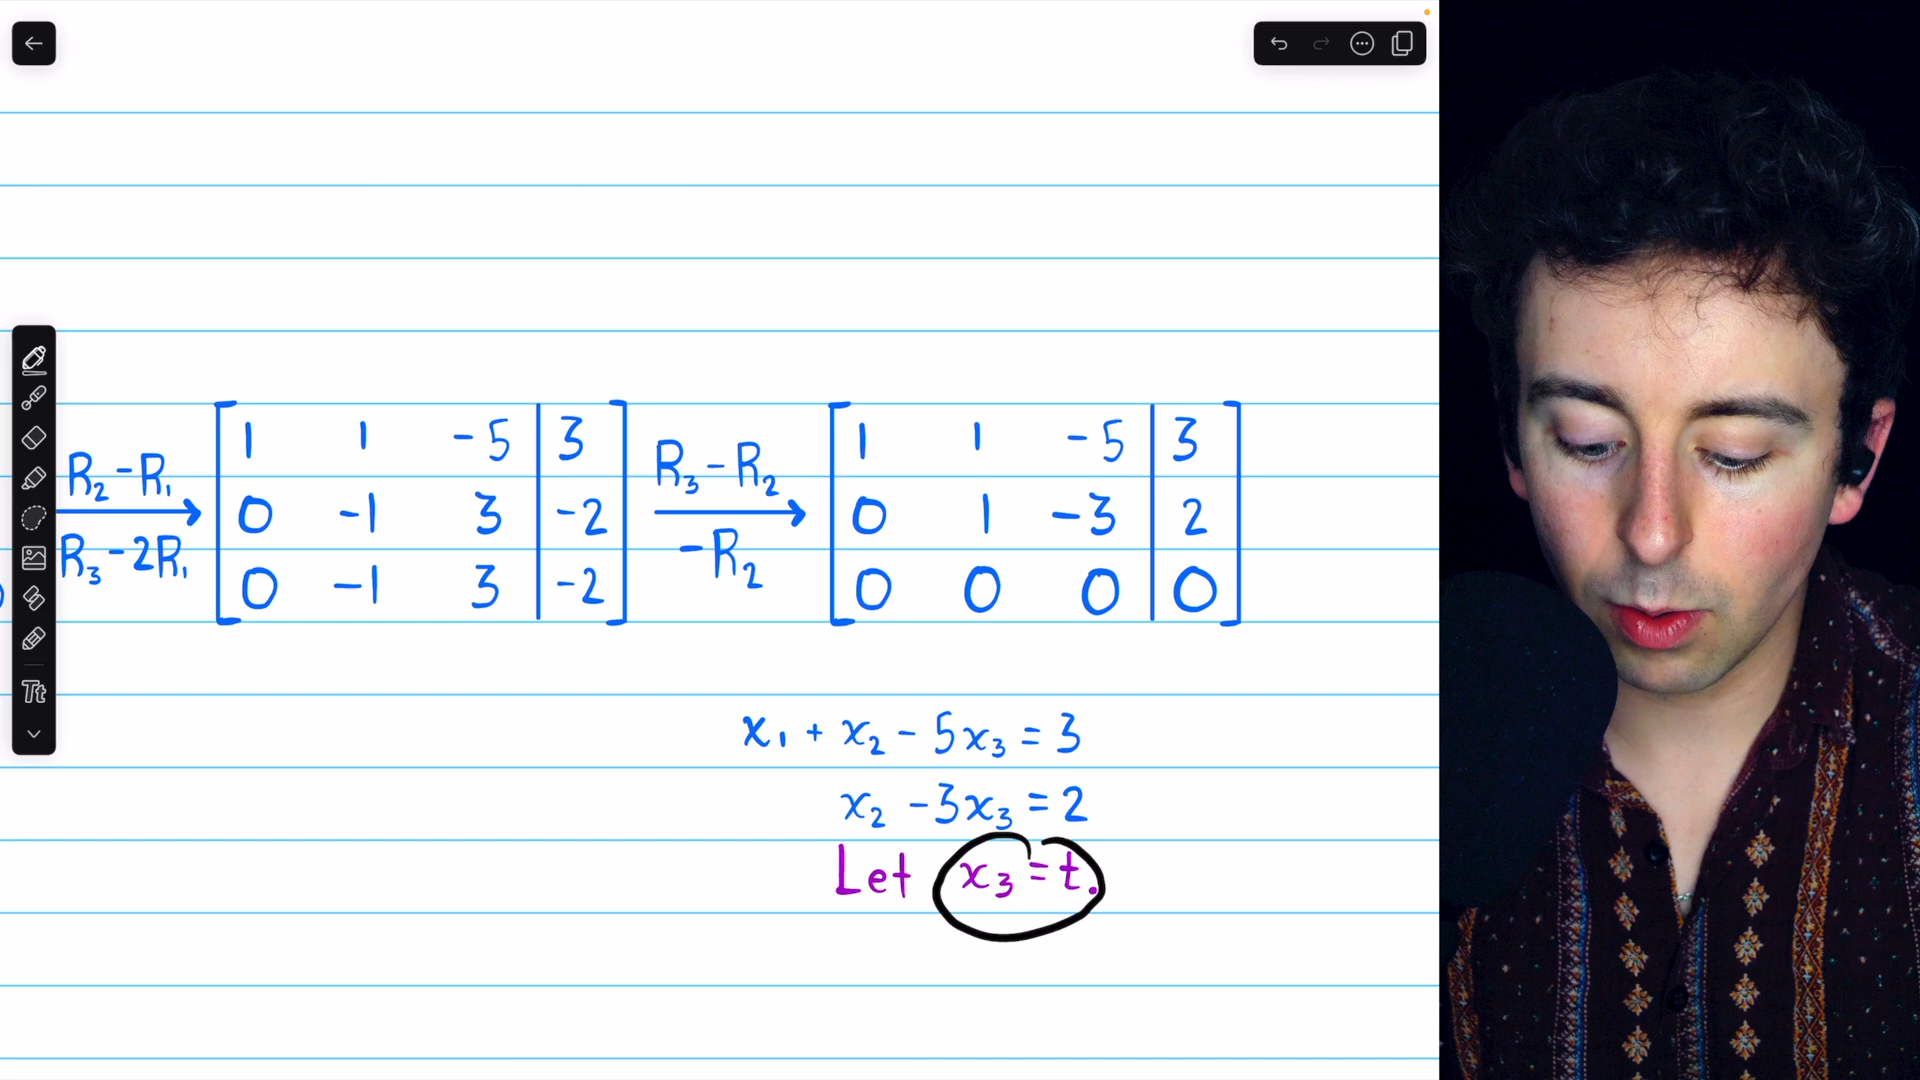 R₂ - R₁
R₃ - 2R₁
1 1 -5 3
0 -1 3 -2
0 -1 3 -2
R₃ - R₂
-R₂
1 1 -5 3
0 1 -3 2
0 0 0 0
x₁ + x₂ - 5x₃ = 3
x₂ - 3x₃ = 2
Let x₃ = t.
Tt